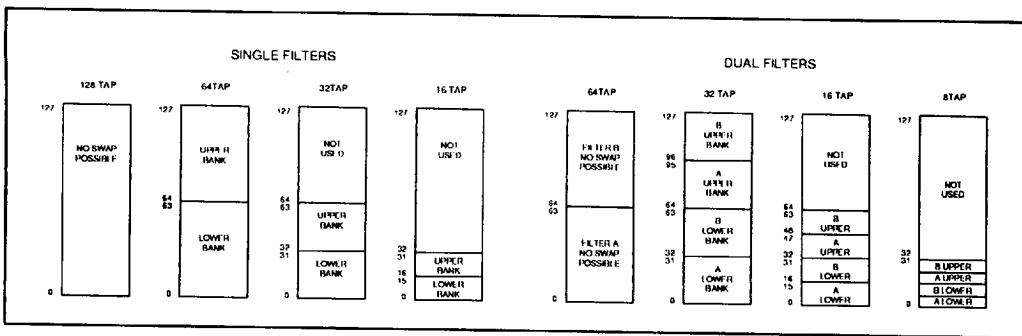 SINGLE FILTERS
128 TAP
127
NO SWAP
POSSIBLE
0
64TAP
127
UPPER
BANK
64
63
LOWER
BANK
0
32TAP
127
NOT
USED
64
63
UPPER
BANK
32
31
LOWER
BANK
0
16 TAP
127
NOT
USED
32
31
UPPER
BANK
16
15
LOWER
BANK
0
DUAL FILTERS
64TAP
127
FILTER B
NO SWAP
POSSIBLE
64
63
FILTER A
NO SWAP
POSSIBLE
0
32 TAP
127
B
UPPER
BANK
96
95
A
UPPER
BANK
64
63
B
LOWER
BANK
32
31
A
LOWER
BANK
0
16 TAP
127
NOT
USED
64
63
B
UPPER
48
47
A
UPPER
32
31
B
LOWER
16
15
A
LOWER
0
8TAP
127
NOT
USED
32
31
B UPPER
A UPPER
B LOWER
A LOWER
0